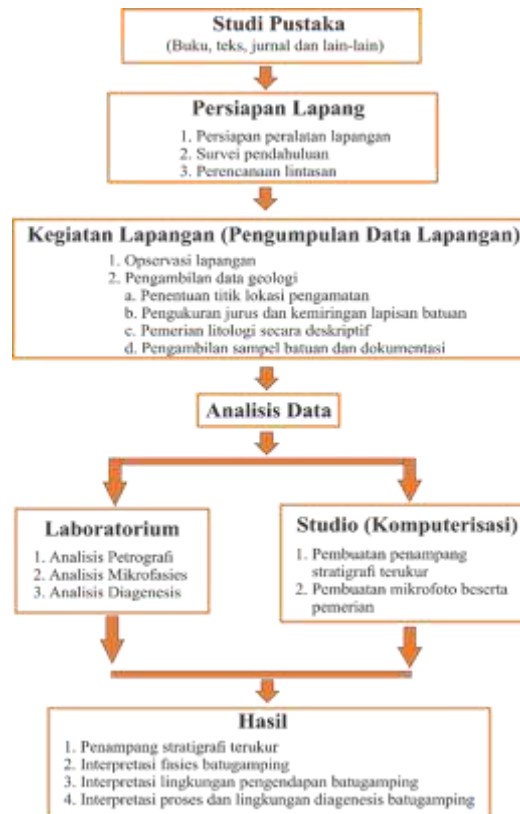 Studi Pustaka
(Buku, teks, jurnal dan lain-lain)
Persiapan Lapang
1. Persiapan peralatan lapangan
2. Survei pendahuluan
3. Perencanaan lintasan
Kegiatan Lapangan (Pengumpulan Data Lapangan)
1. Opservasi lapangan
2. Pengambilan data geologi
a. Penentuan titik lokasi pengamatan
b. Pengukuran jurus dan kemiringan lapisan batuan
c. Pemerian litologi secara deskriptif
d. Pengambilan sampel batuan dan dokumentasi
Analisis Data
Laboratorium
1. Analisis Petrografi
2. Analisis Mikrofasies
3. Analisis Diagenesis
Studio (Komputerisasi)
1. Pembuatan penampang
stratigrafi terukur
2. Pembuatan mikrofoto beserta
pemerian
Hasil
1. Penampang stratigrafi terukur
2. Interpretasi fasies batugamping
3. Interpretasi lingkungan pengendapan batugamping
4. Interpretasi proses dan lingkungan diagenesis batugamping